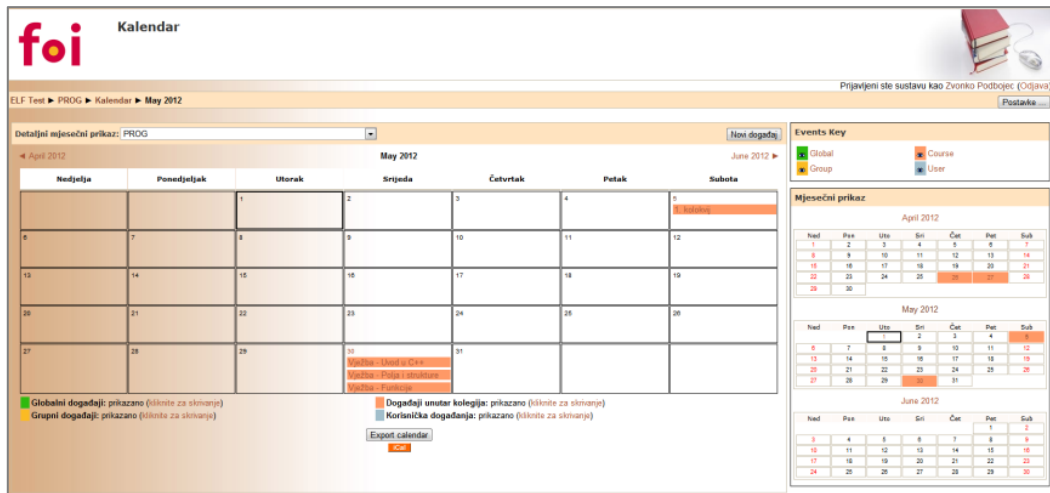 foi
Kalendar
Prijavljeni ste sustavu kao Zvonko Podbojec (Odjava)
ELF Test ► PROG ► Kalendar ► May 2012
Postavke ...
Detaljni mjesečni prikaz: PROG
Novi događaj
◄ April 2012
May 2012
June 2012 ►
Nedjelja Ponedjeljak Utorak Srijeda Četvrtak Petak Subota
1 2 3 4 5
1. kolokvij
6 7 8 9 10 11 12
13 14 15 16 17 18 19
20 21 22 23 24 25 26
27 28 29 30 31
Vježba - Uvod u C++
Vježba - Polja i strukture
Vježba - Funkcije
Globalni događaji: prikazano (kliknite za skrivanje)
Događaji unutar kolegija: prikazano (kliknite za skrivanje)
Grupni događaji: prikazano (kliknite za skrivanje)
Korisnička događanja: prikazano (kliknite za skrivanje)
Export calendar
iCal
Events Key
Global
Course
Group
User
Mjesečni prikaz
April 2012
Ned Pon Uto Sri Čet Pet Sub
1 2 3 4 5 6 7
8 9 10 11 12 13 14
15 16 17 18 19 20 21
22 23 24 25 26 27 28
29 30
May 2012
Ned Pon Uto Sri Čet Pet Sub
1 2 3 4 5
6 7 8 9 10 11 12
13 14 15 16 17 18 19
20 21 22 23 24 25 26
27 28 29 30 31
June 2012
Ned Pon Uto Sri Čet Pet Sub
1 2
3 4 5 6 7 8 9
10 11 12 13 14 15 16
17 18 19 20 21 22 23
24 25 26 27 28 29 30